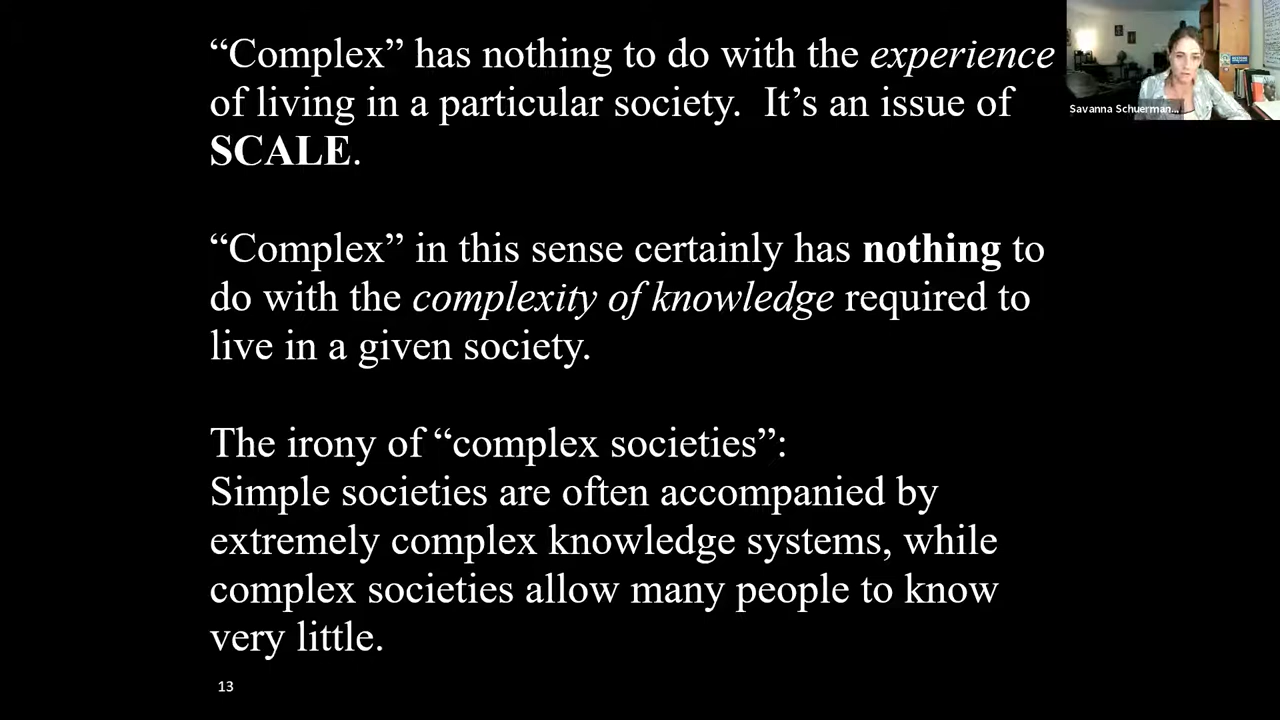 “Complex” has nothing to do with the experience
of living in a particular society.  It’s an issue of
SCALE.
“Complex” in this sense certainly has nothing to
do with the complexity of knowledge required to
live in a given society.
The irony of “complex societies”:
Simple societies are often accompanied by
extremely complex knowledge systems, while
complex societies allow many people to know
very little.
13
Savanna Schuerman...